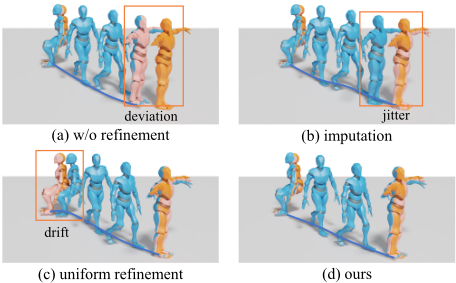 deviation
(a) w/o refinement
jitter
(b) imputation
drift
(c) uniform refinement
(d) ours